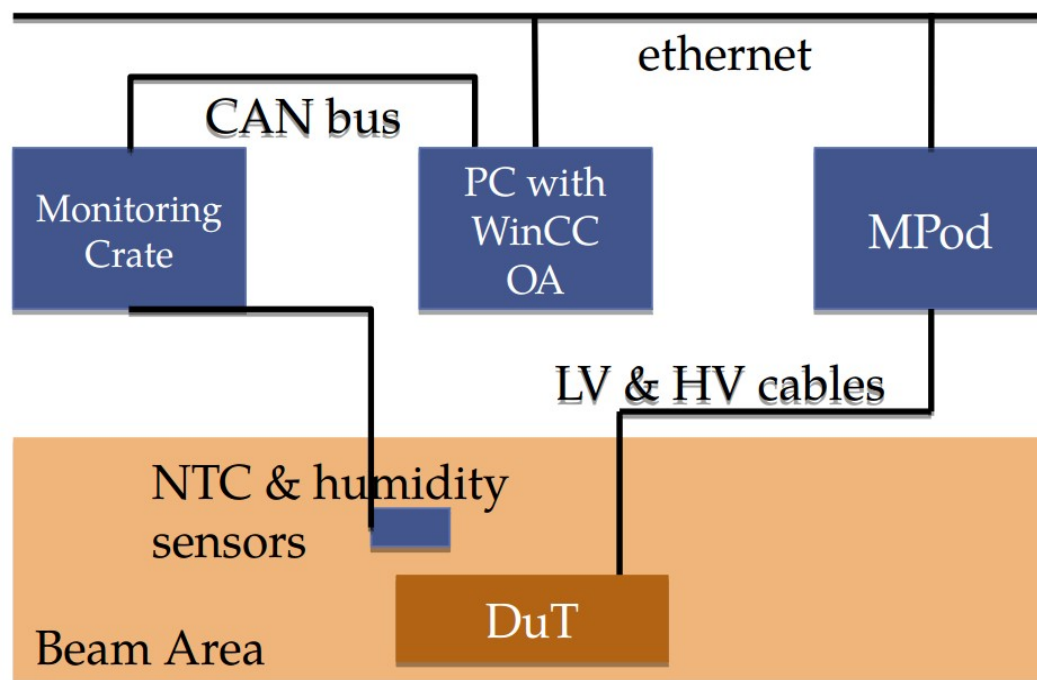 ethernet
CAN bus
Monitoring
Crate
PC with
WinCC
OA
MPod
LV & HV cables
NTC & humidity
sensors
DuT
Beam Area